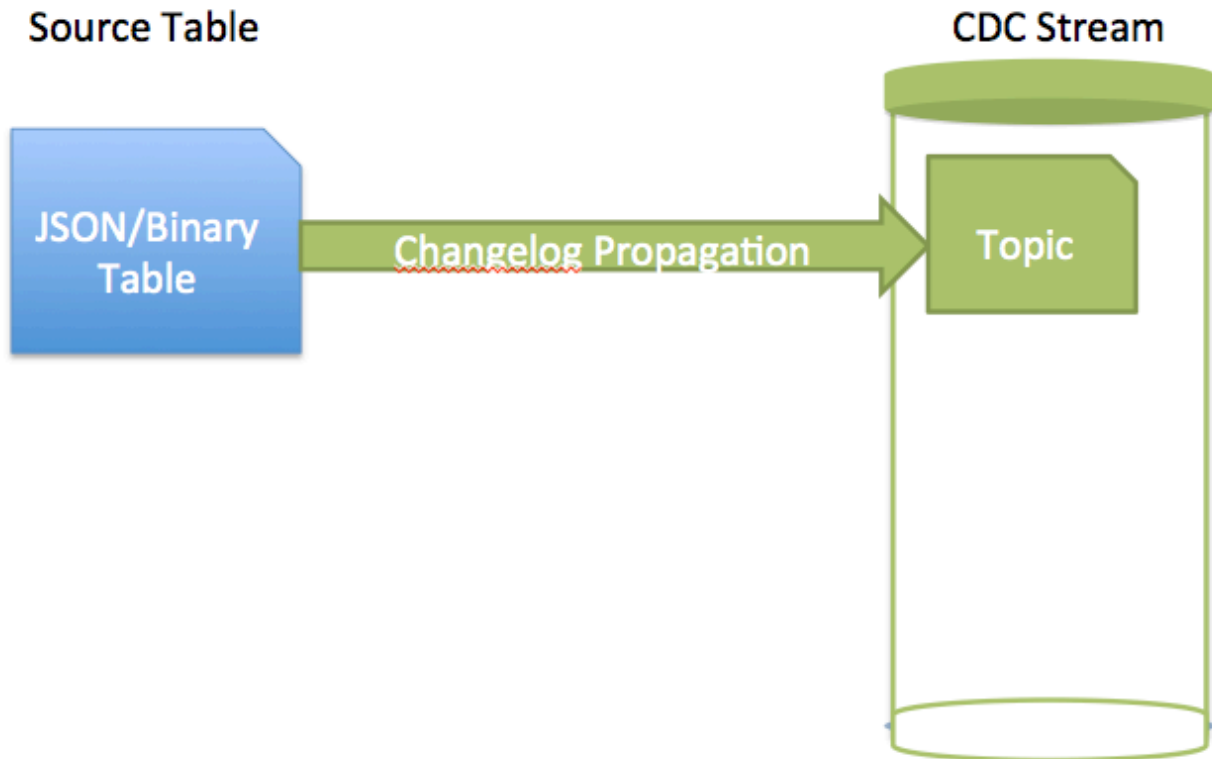 Source Table
CDC Stream
JSON/Binary
Table
Changelog Propagation
Topic